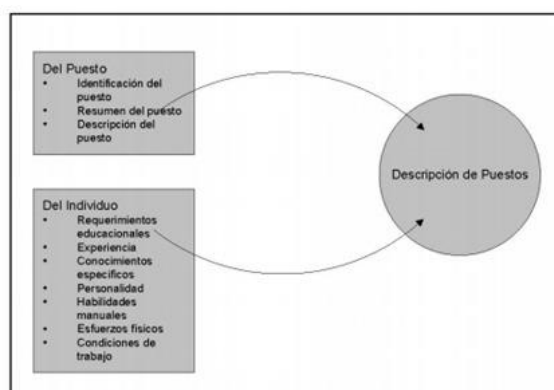 Del Puesto
• Identificación del
puesto
• Resumen del puesto
• Descripción del
puesto
Del Individuo
• Requerimientos
educacionales
• Experiencia
• Conocimientos
específicos
• Personalidad
• Habilidades
manuales
• Esfuerzos físicos
• Condiciones de
trabajo
Descripción de Puestos